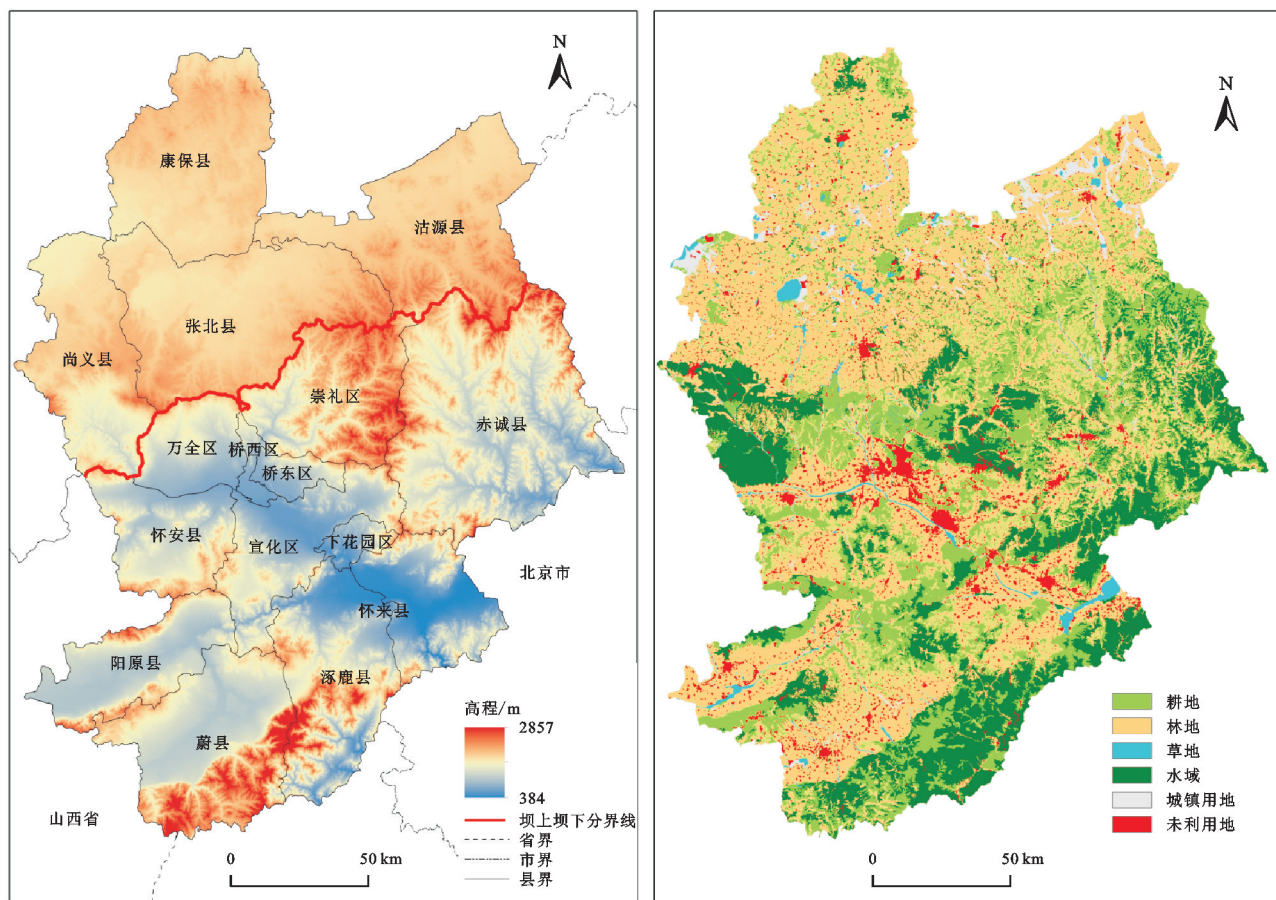 N
康保县
沽源县
张北县
尚义县
崇礼区
赤诚县
万全区
桥西区
桥东区
怀安县
宣化区
下花园区
北京市
怀来县
阳原县
涿鹿县
蔚县
山西省
高程/m
2857
384
坝上坝下分界线
省界
市界
县界
0 50 km
N
耕地
林地
草地
水域
城镇用地
未利用地
0 50 km